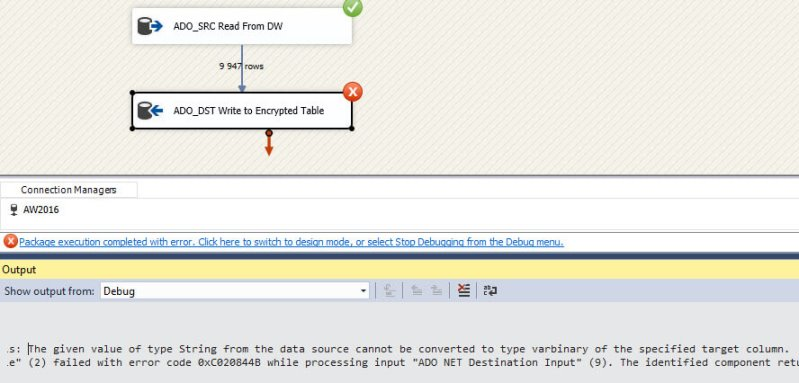 ADO_SRC Read From DW
9 947 rows
ADO_DST Write to Encrypted Table
Connection Managers
AW2016
Package execution completed with error. Click here to switch to design mode, or select Stop Debugging from the Debug menu.
Output
Show output from: Debug
.s: The given value of type String from the data source cannot be converted to type varbinary of the specified target column.
.e" (2) failed with error code 0xC020844B while processing input "ADO NET Destination Input" (9). The identified component retu